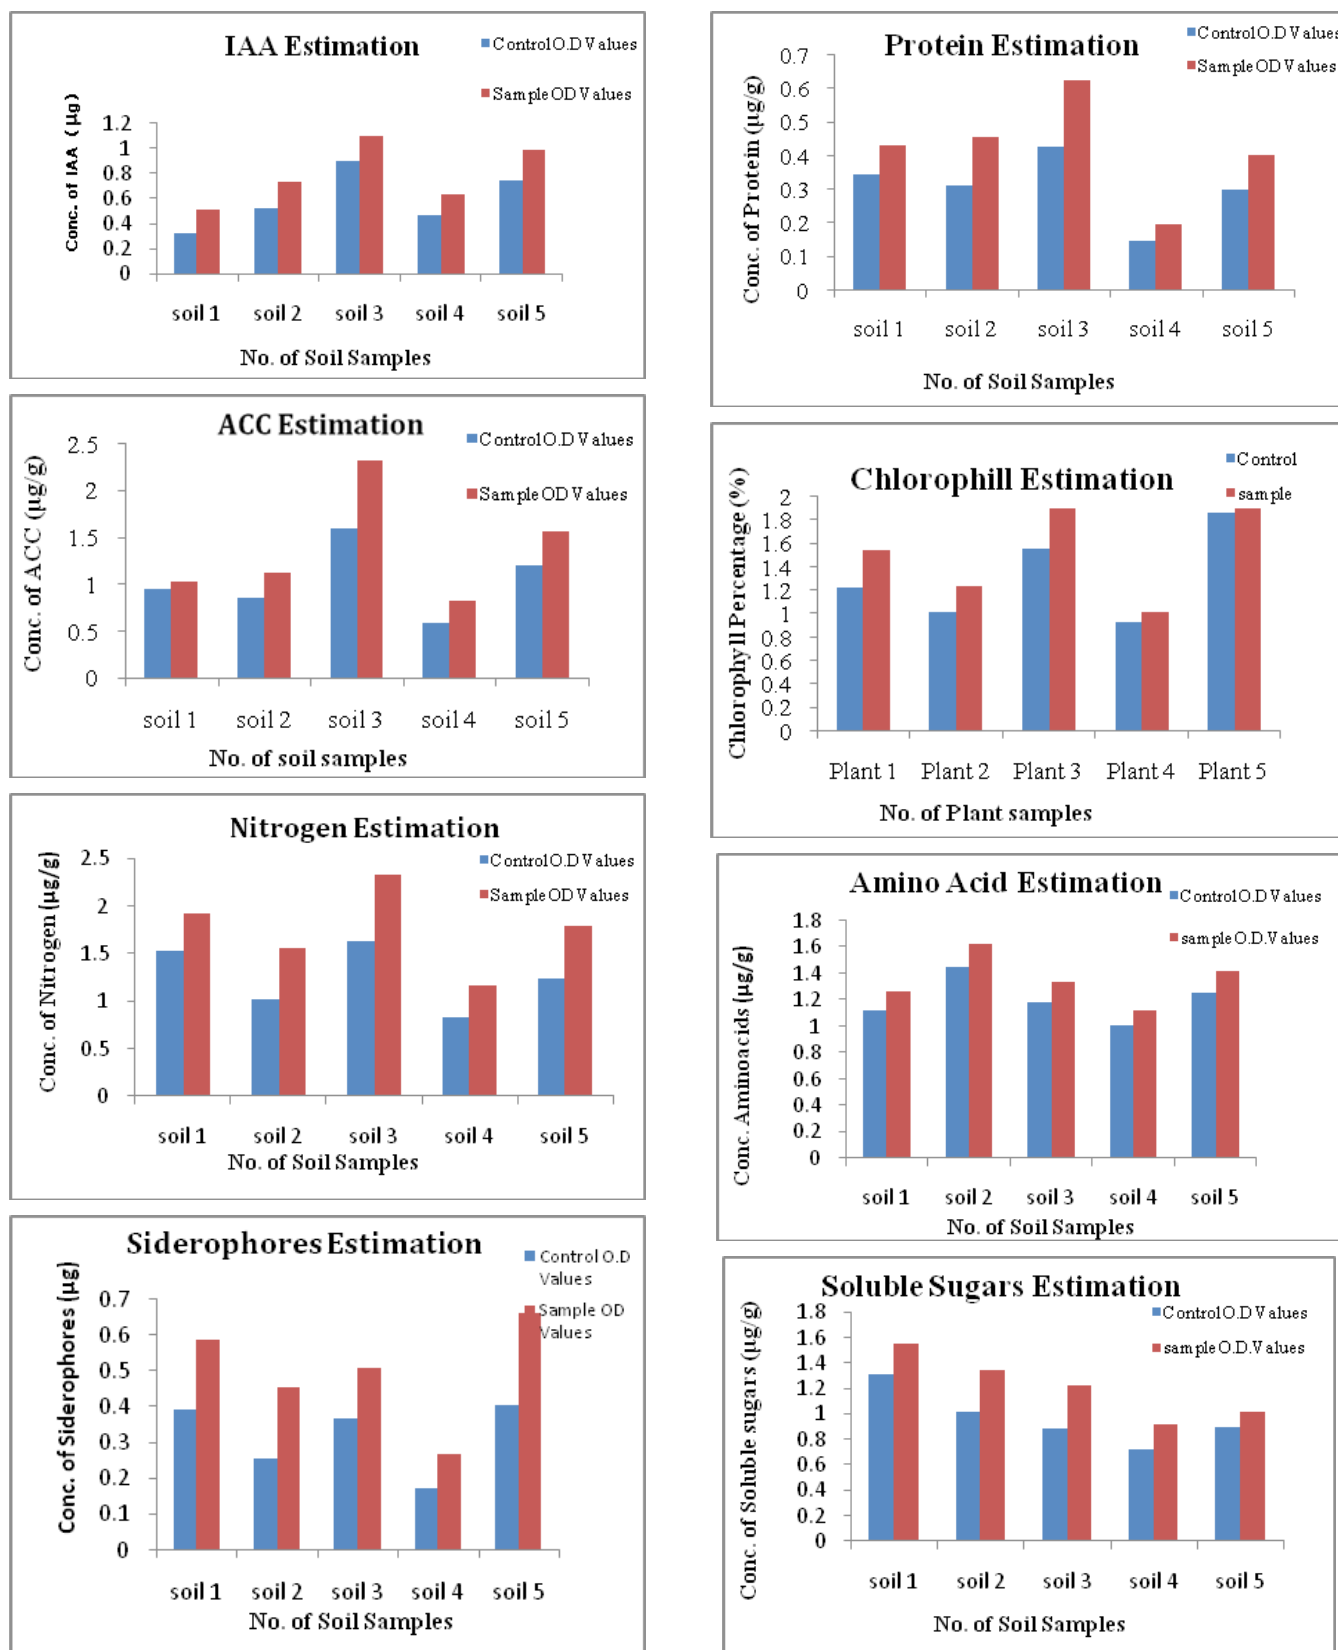 IAA Estimation
Control O.D Values
Sample OD Values
Conc. of IAA ( µg)
1.2
1
0.8
0.6
0.4
0.2
0
soil 1 soil 2 soil 3 soil 4 soil 5
No. of Soil Samples
ACC Estimation
Control O.D Values
Sample OD Values
Conc. of ACC (µg/g)
2.5
2
1.5
1
0.5
0
soil 1 soil 2 soil 3 soil 4 soil 5
No. of soil samples
Nitrogen Estimation
Control O.D Values
Sample OD Values
Conc. of Nitrogen (µg/g)
2.5
2
1.5
1
0.5
0
soil 1 soil 2 soil 3 soil 4 soil 5
No. of Soil Samples
Siderophores Estimation
Control O.D
Values
Sample OD
Values
Conc. of Siderophores (µg)
0.7
0.6
0.5
0.4
0.3
0.2
0.1
0
soil 1 soil 2 soil 3 soil 4 soil 5
No. of Soil Samples
Protein Estimation
Control O.D Values
Sample OD Values
Conc. of Protein (µg/g)
0.7
0.6
0.5
0.4
0.3
0.2
0.1
0
soil 1 soil 2 soil 3 soil 4 soil 5
No. of Soil Samples
Chlorophill Estimation
Control
sample
Chlorophyll Percentage (%)
2
1.8
1.6
1.4
1.2
1
0.8
0.6
0.4
0.2
0
Plant 1 Plant 2 Plant 3 Plant 4 Plant 5
No. of Plant samples
Amino Acid Estimation
Control O.D Values
sample O.D. Values
Conc. Aminoacids (µg/g)
1.8
1.6
1.4
1.2
1
0.8
0.6
0.4
0.2
0
soil 1 soil 2 soil 3 soil 4 soil 5
No. of Soil Samples
Soluble Sugars Estimation
Control O.D Values
sample O.D. Values
Conc. of Soluble sugars (µg/g)
1.8
1.6
1.4
1.2
1
0.8
0.6
0.4
0.2
0
soil 1 soil 2 soil 3 soil 4 soil 5
No. of Soil Samples